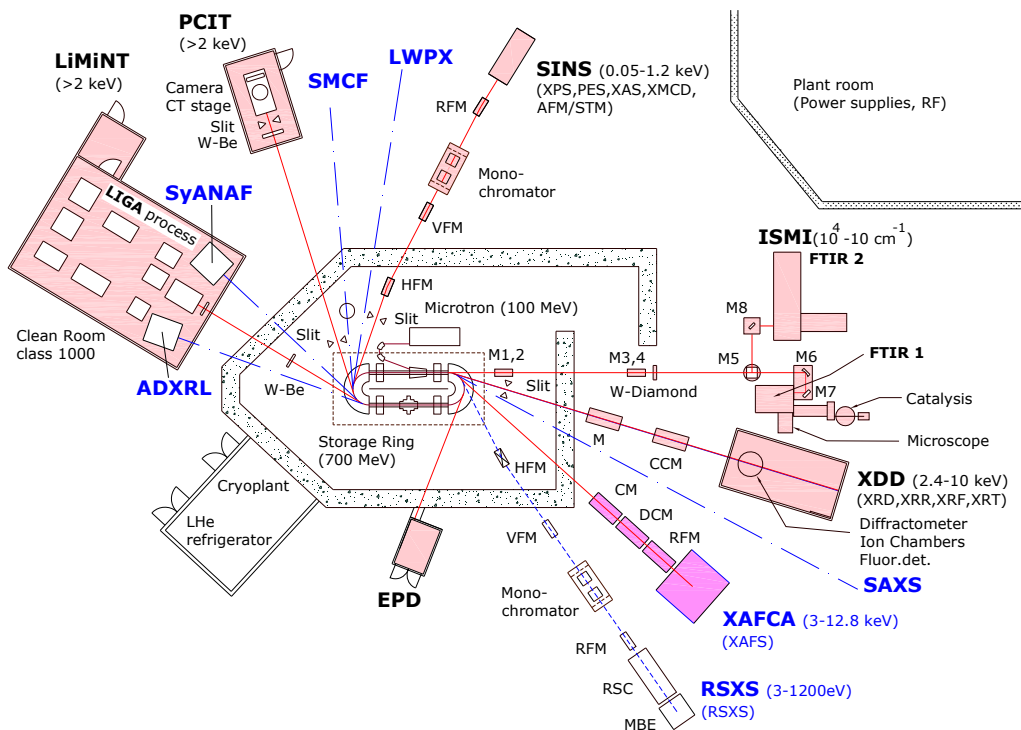 PCIT
(>2 keV)
LiMiNT
(>2 keV)
Camera
CT stage
Slit
W-Be
SMCF
LWPX
SINS (0.05-1.2 keV)
(XPS,PES,XAS,XMCD,
AFM/STM)
RFM
Mono-
chromator
VFM
HFM
Plant room
(Power supplies, RF)
SyANAF
LIGA process
ISMI(10⁴-10 cm⁻¹)
FTIR 2
Microtron (100 MeV)
Slit
Slit
M8
Clean Room
class 1000
ADXRL
W-Be
M1,2
M3,4
M5
M6
M7
FTIR 1
Slit
W-Diamond
Catalysis
Microscope
Storage Ring
(700 MeV)
M
CCM
XDD (2.4-10 keV)
(XRD,XRR,XRF,XRT)
Diffractometer
Ion Chambers
Fluor.det.
HFM
CM
DCM
RFM
Cryoplant
LHe
refrigerator
VFM
SAXS
EPD
Mono-
chromator
XAFCA (3-12.8 keV)
(XAFS)
RFM
RSC
MBE
RSXS (3-1200eV)
(RSXS)